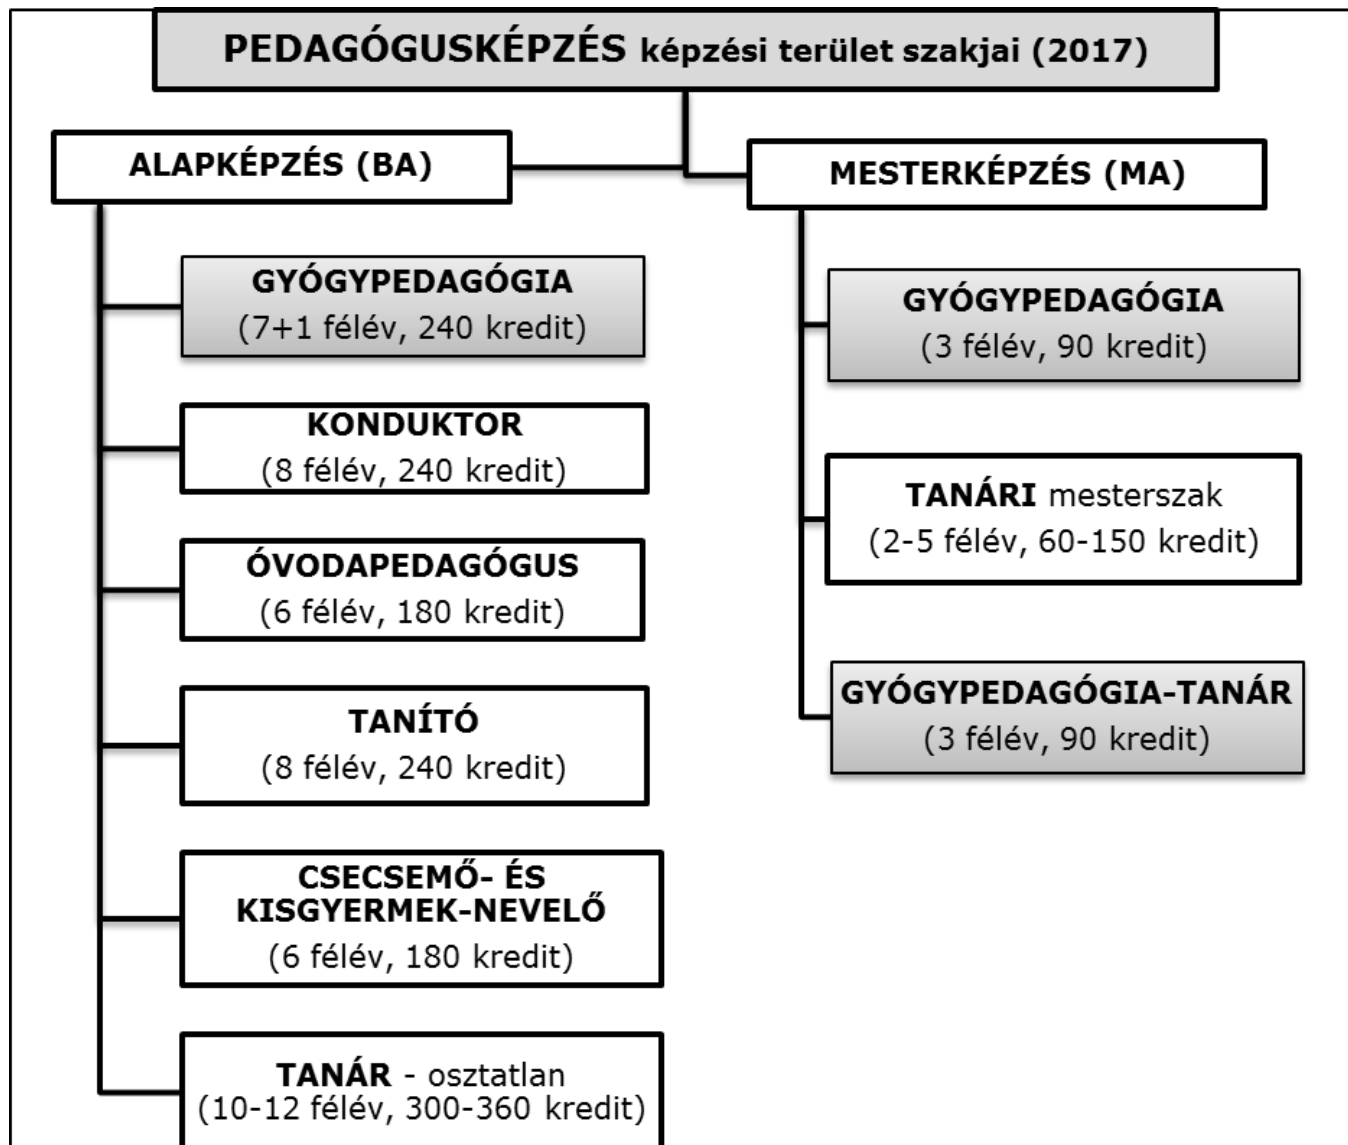 PEDAGÓGUSKÉPZÉS képzési terület szakjai (2017)
ALAPKÉPZÉS (BA)
MESTERKÉPZÉS (MA)
GYÓGYPEDAGÓGIA
(7+1 félév, 240 kredit)
KONDUKTOR
(8 félév, 240 kredit)
ÓVODAPEDAGÓGUS
(6 félév, 180 kredit)
TANÍTÓ
(8 félév, 240 kredit)
CSECSEMŐ- ÉS
KISGYERMEK-NEVELŐ
(6 félév, 180 kredit)
TANÁR - osztatlan
(10-12 félév, 300-360 kredit)
GYÓGYPEDAGÓGIA
(3 félév, 90 kredit)
TANÁRI mesterszak
(2-5 félév, 60-150 kredit)
GYÓGYPEDAGÓGIA-TANÁR
(3 félév, 90 kredit)